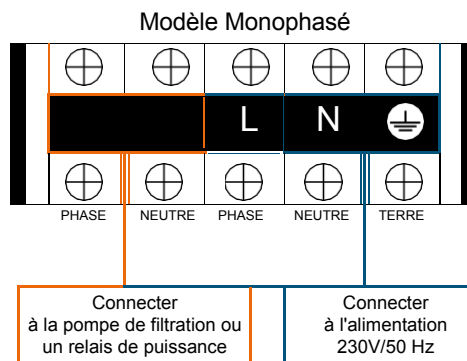 Modèle Monophasé
L N
PHASE NEUTRE PHASE NEUTRE TERRE
Connecter
à la pompe de filtration ou
un relais de puissance
Connecter
à l'alimentation
230V/50 Hz